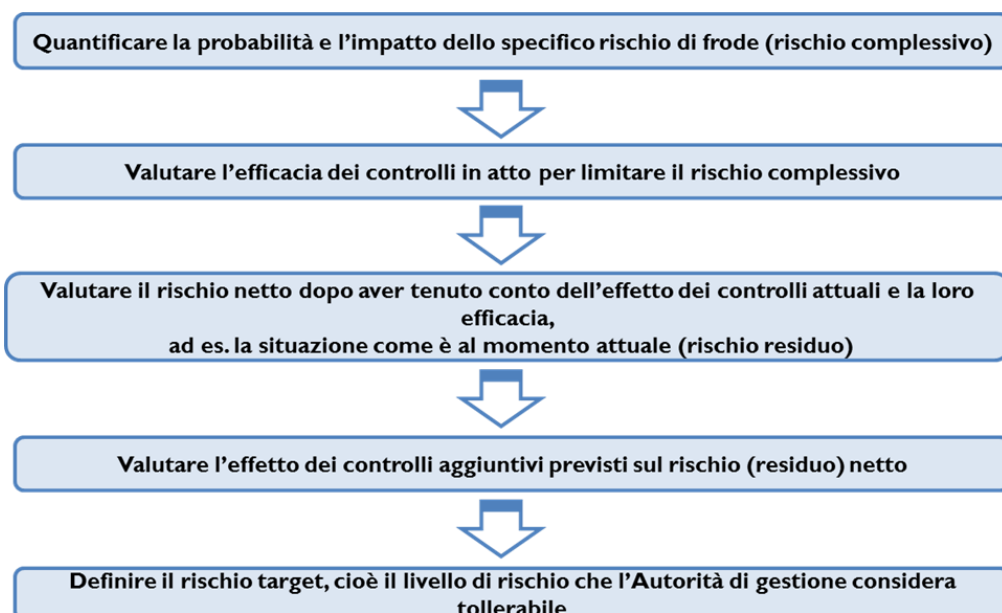 Quantificare la probabilità e l’impatto dello specifico rischio di frode (rischio complessivo)
Valutare l’efficacia dei controlli in atto per limitare il rischio complessivo
Valutare il rischio netto dopo aver tenuto conto dell’effetto dei controlli attuali e la loro
efficacia,
ad es. la situazione come è al momento attuale (rischio residuo)
Valutare l’effetto dei controlli aggiuntivi previsti sul rischio (residuo) netto
Definire il rischio target, cioè il livello di rischio che l’Autorità di gestione considera
tollerabile